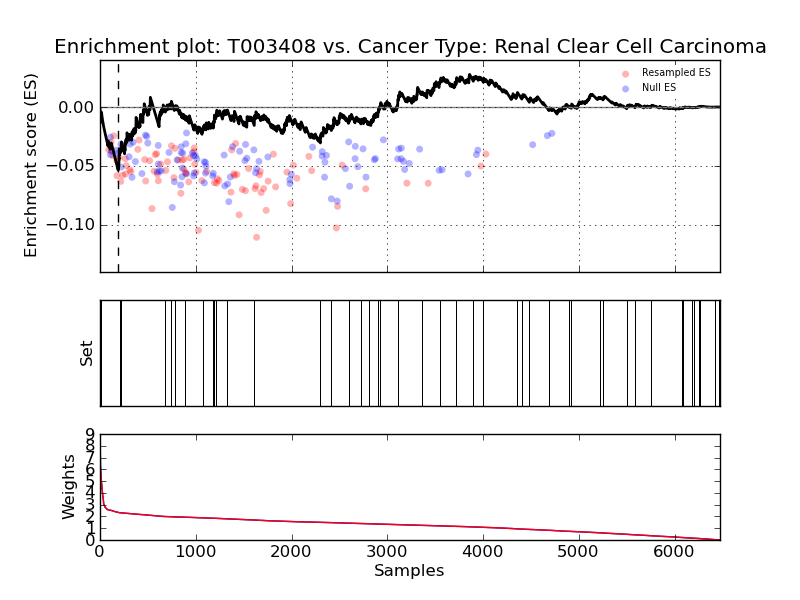 Enrichment plot: T003408 vs. Cancer Type: Renal Clear Cell Carcinoma
Resampled ES
Null ES
0.00
−0.05
−0.10
Enrichment score (ES)
Set
9
8
7
6
5
4
3
2
1
0
Weights
0 1000 2000 3000 4000 5000 6000
Samples